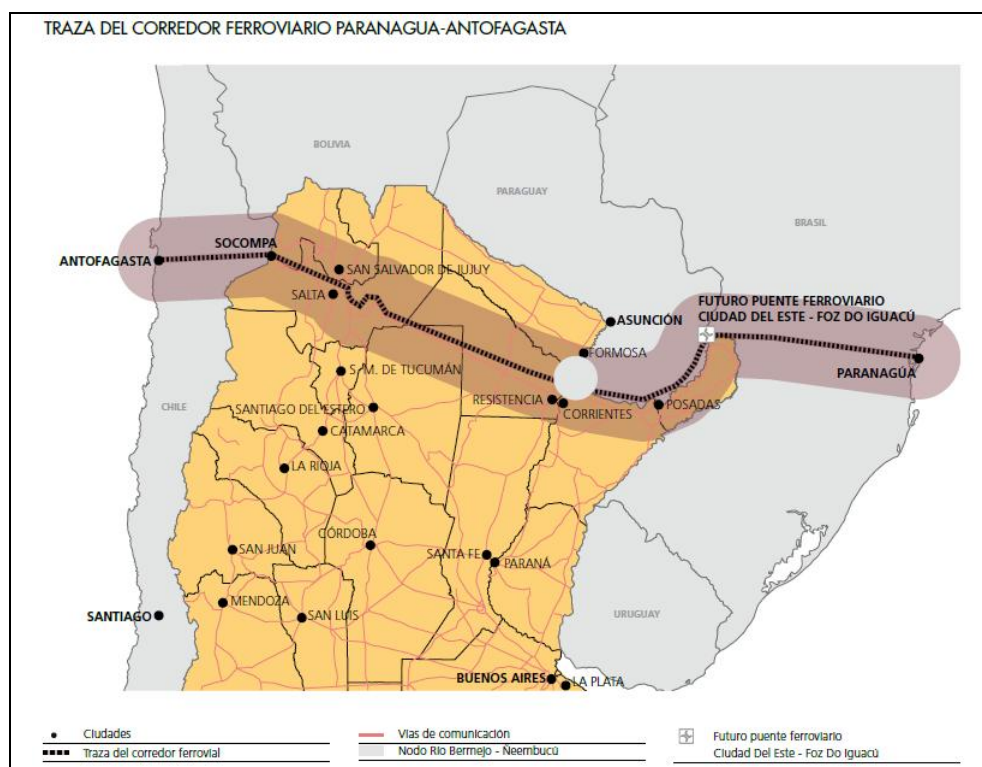 TRAZA DEL CORREDOR FERROVIARIO PARANAGUA-ANTOFAGASTA
BOLIVIA
PARAGUAY
BRASIL
SOCOMPA
ANTOFAGASTA
SAN SALVADOR DE JUJUY
SALTA
FUTURO PUENTE FERROVIARIO
CIUDAD DEL ESTE - FOZ DO IGUACÚ
ASUNCIÓN
FORMOSA
PARANAGÚA
S. M. DE TUCUMÁN
RESISTENCIA
CORRIENTES
POSADAS
CHILE
SANTIAGO DEL ESTERO
CATAMARCA
LA RIOJA
CÓRDOBA
SAN JUAN
SANTA FE
PARANÁ
MENDOZA
SANTIAGO
SAN LUIS
URUGUAY
BUENOS AIRES
LA PLATA
Ciudades
Vías de comunicación
Futuro puente ferroviario
Traza del corredor ferrovial
Nodo Río Bermejo - Ñeembucú
Ciudad Del Este - Foz Do Iguacú